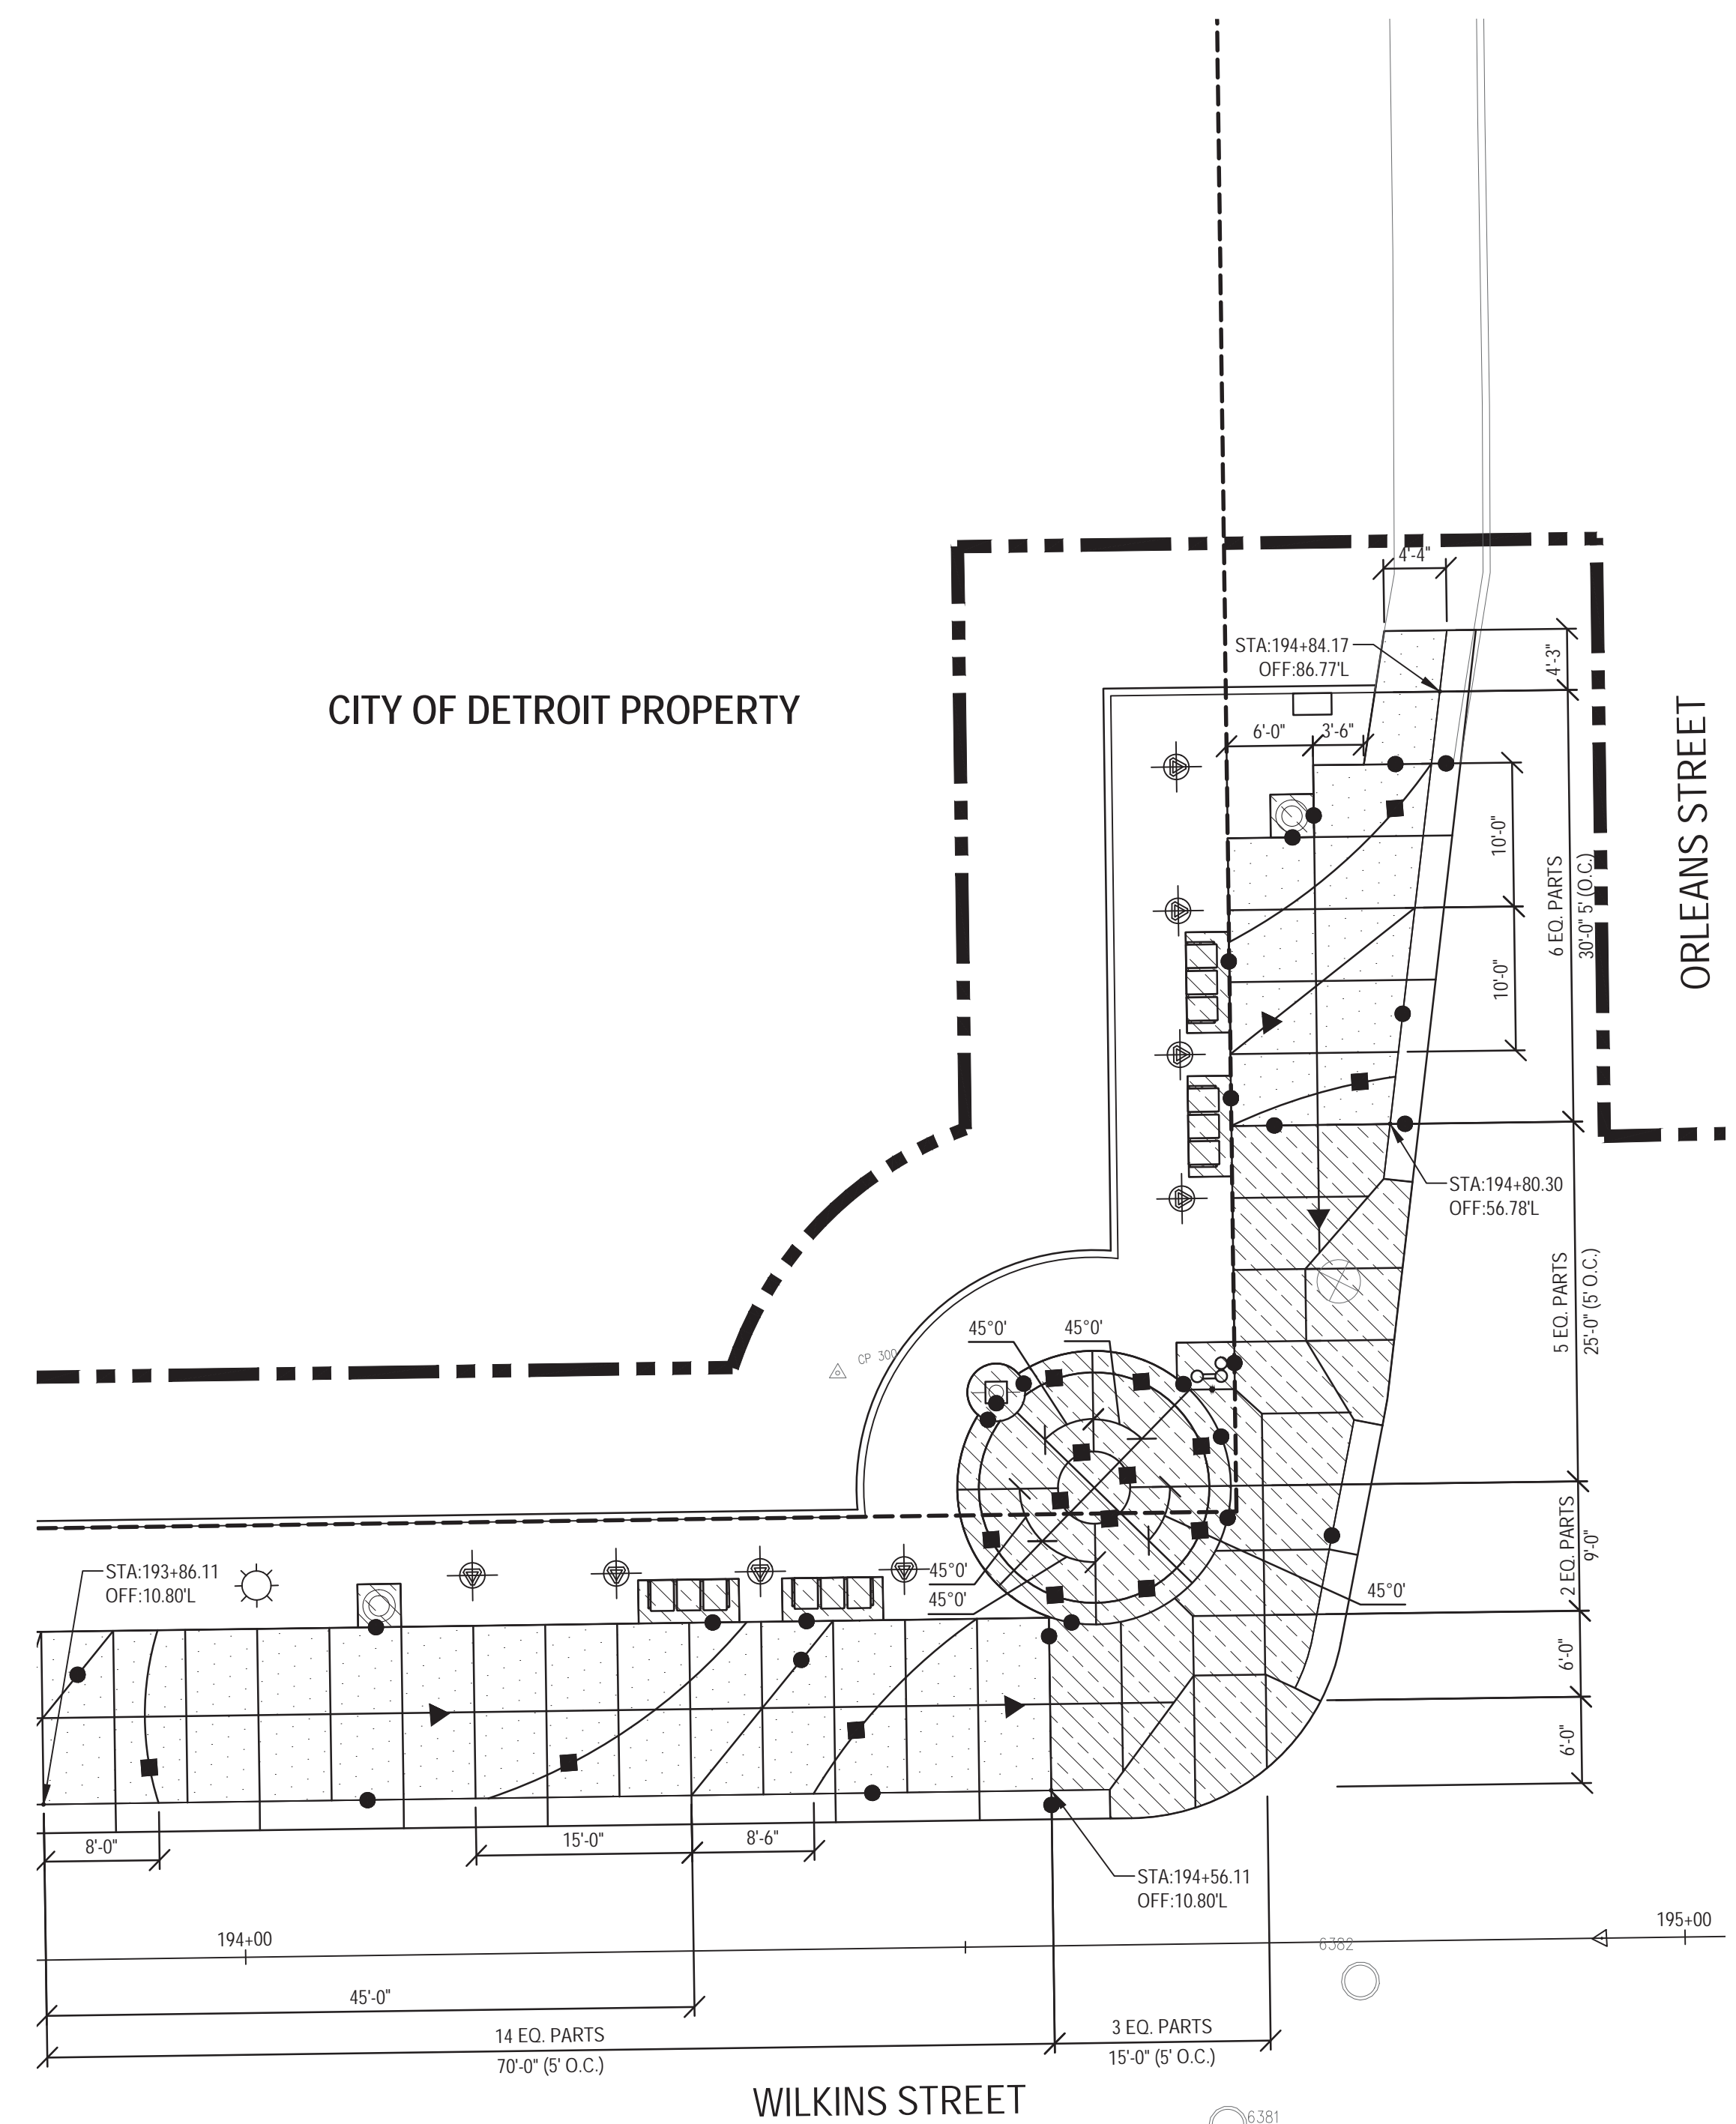 4'-4"
STA:194+84.17
OFF:86.77'L
4'-3"
CITY OF DETROIT PROPERTY
6'-0"
3'-6"
ORLEANS STREET
10'-0"
6 EQ. PARTS
30'-0" 5' (O.C.)
10'-0"
STA:194+80.30
OFF:56.78'L
5 EQ. PARTS
25'-0" (5' O.C.)
45°0'
45°0'
CP 300
2 EQ. PARTS
9'-0"
STA:193+86.11
OFF:10.80'L
45°0'
45°0'
45°0'
6'-0"
6'-0"
8'-0"
15'-0"
8'-6"
STA:194+56.11
OFF:10.80'L
194+00
195+00
6382
45'-0"
14 EQ. PARTS
70'-0" (5' O.C.)
3 EQ. PARTS
15'-0" (5' O.C.)
WILKINS STREET
6381